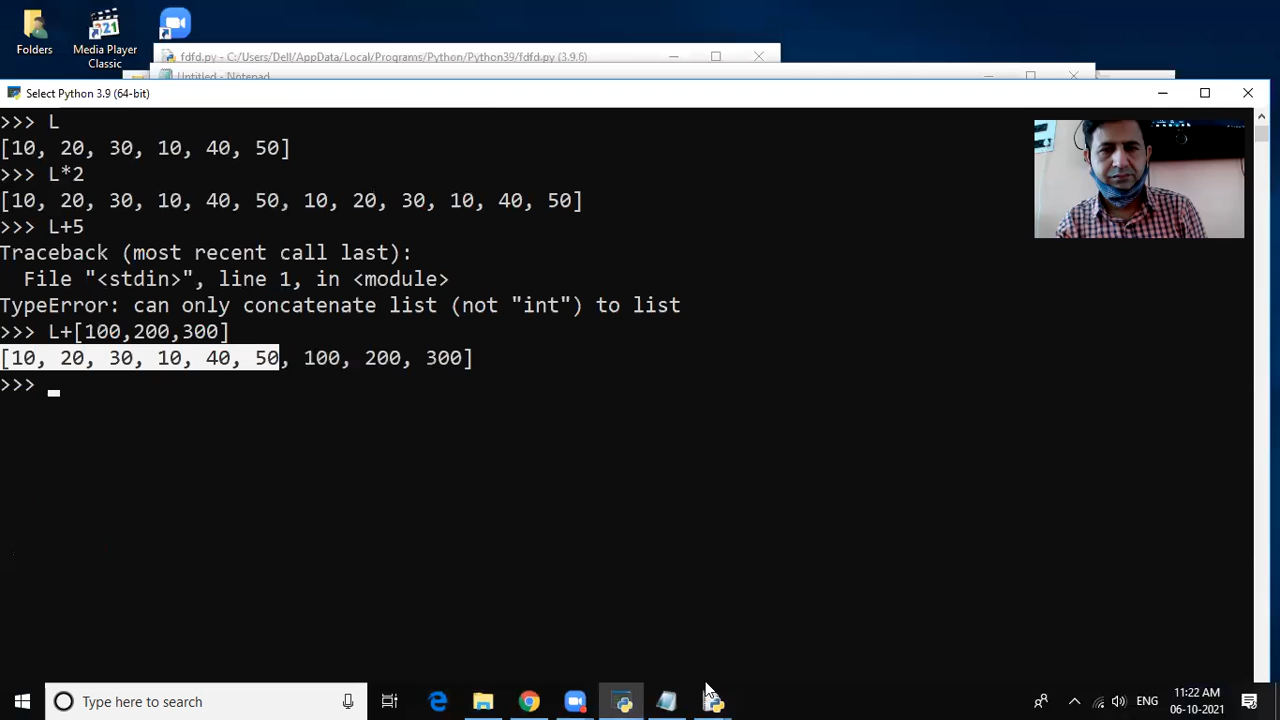 Folders
Media Player
Classic
fdfd.py - C:/Users/Dell/AppData/Local/Programs/Python/Python39/fdfd.py (3.9.6)
Untitled - Notepad
Select Python 3.9 (64-bit)
>>> L
[10, 20, 30, 10, 40, 50]
>>> L*2
[10, 20, 30, 10, 40, 50, 10, 20, 30, 10, 40, 50]
>>> L+5
Traceback (most recent call last):
  File "<stdin>", line 1, in <module>
TypeError: can only concatenate list (not "int") to list
>>> L+[100,200,300]
[10, 20, 30, 10, 40, 50, 100, 200, 300]
>>>
Type here to search
ENG
11:22 AM
06-10-2021